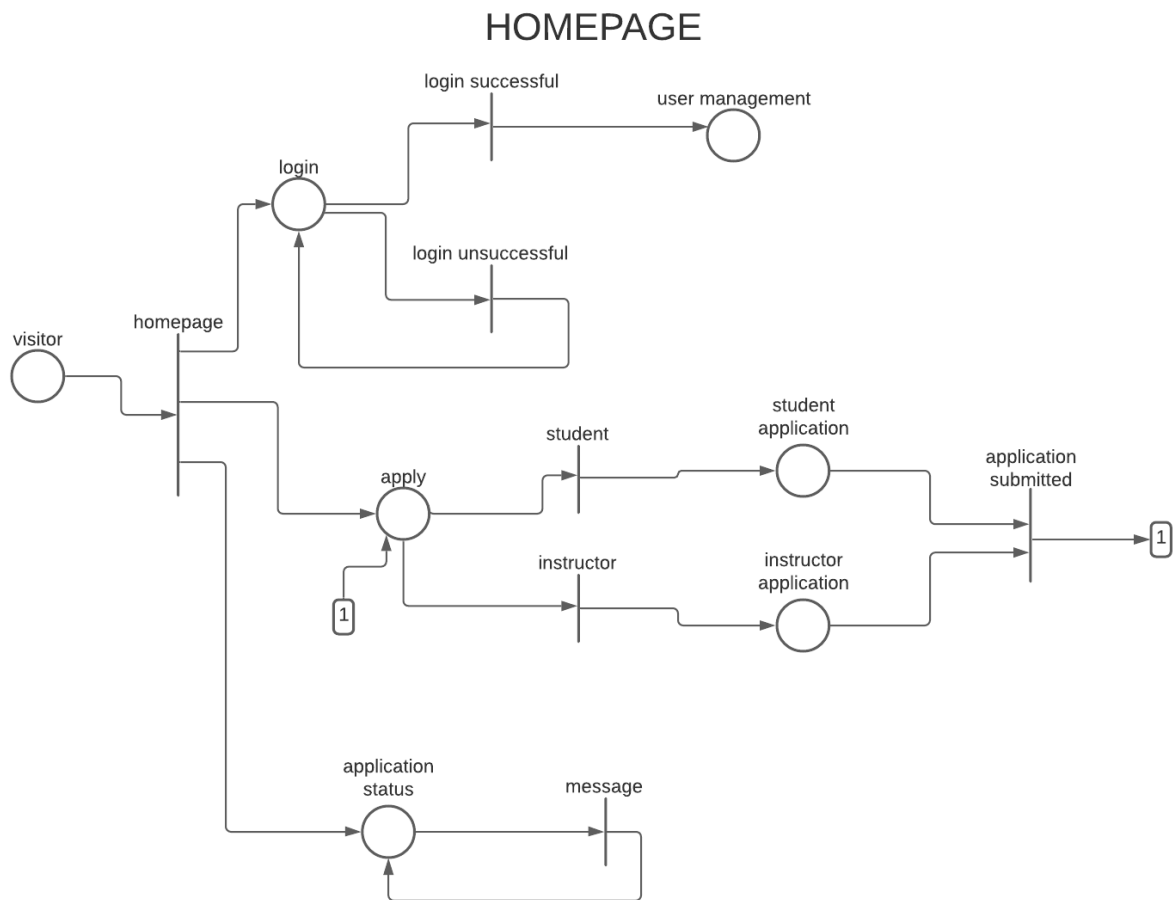 HOMEPAGE
login successful
user management
login
login unsuccessful
homepage
visitor
student
application
student
apply
application
submitted
1
instructor
instructor
application
1
application
status
message